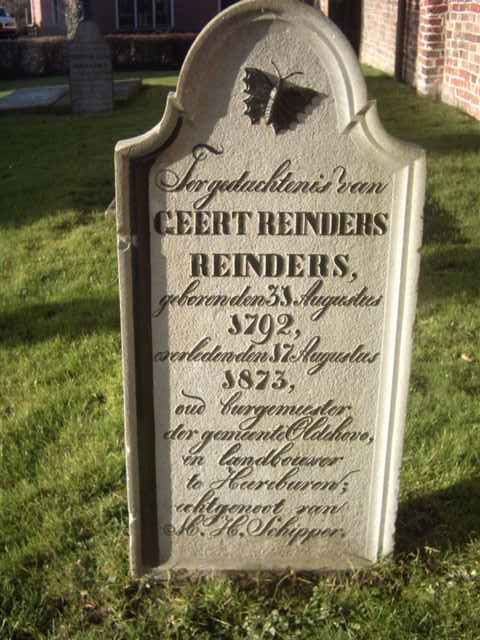 Ter gedachtenis van
GEERT REINDERS
REINDERS,
geboren den 31 Augustus
1792,
overleden den 17 Augustus
1873,
oud burgemeester,
der gemeente Oldehove,
en landbouwer
te Hareburen;
echtgenoot van
M. H. Schipper.